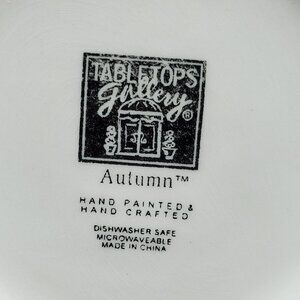 TABLETOPS
gallery®
Autumn™
HAND PAINTED &
HAND CRAFTED
DISHWASHER SAFE
MICROWAVEABLE
MADE IN CHINA